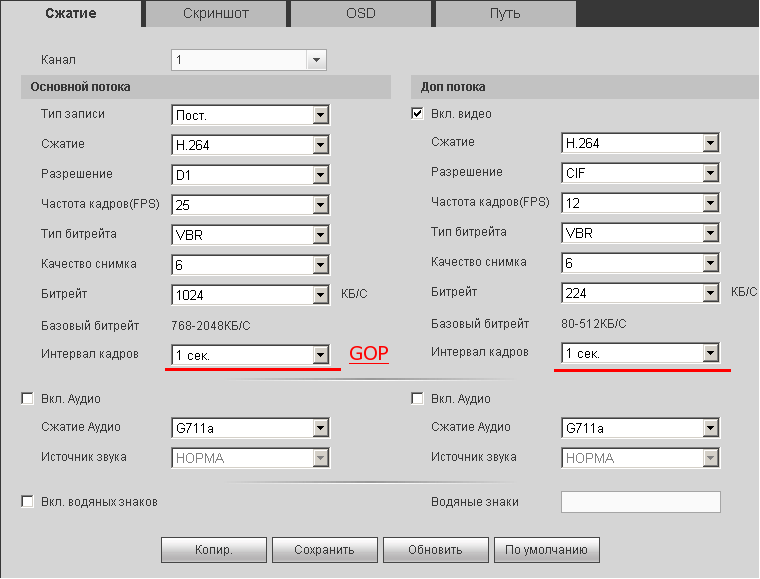 Сжатие Скриншот OSD Путь
Канал 1
Основной потока
Тип записи Пост.
Сжатие H.264
Разрешение D1
Частота кадров(FPS) 25
Тип битрейта VBR
Качество снимка 6
Битрейт 1024 КБ/С
Базовый битрейт 768-2048КБ/С
Интервал кадров 1 сек. GOP
Вкл. Аудио
Сжатие Аудио G711a
Источник звука НОРМА
Вкл. водяных знаков
Доп потока
Вкл. видео
Сжатие H.264
Разрешение CIF
Частота кадров(FPS) 12
Тип битрейта VBR
Качество снимка 6
Битрейт 224 КБ/С
Базовый битрейт 80-512КБ/С
Интервал кадров 1 сек.
Вкл. Аудио
Сжатие Аудио G711a
Источник звука НОРМА
Водяные знаки
Копир. Сохранить Обновить По умолчанию